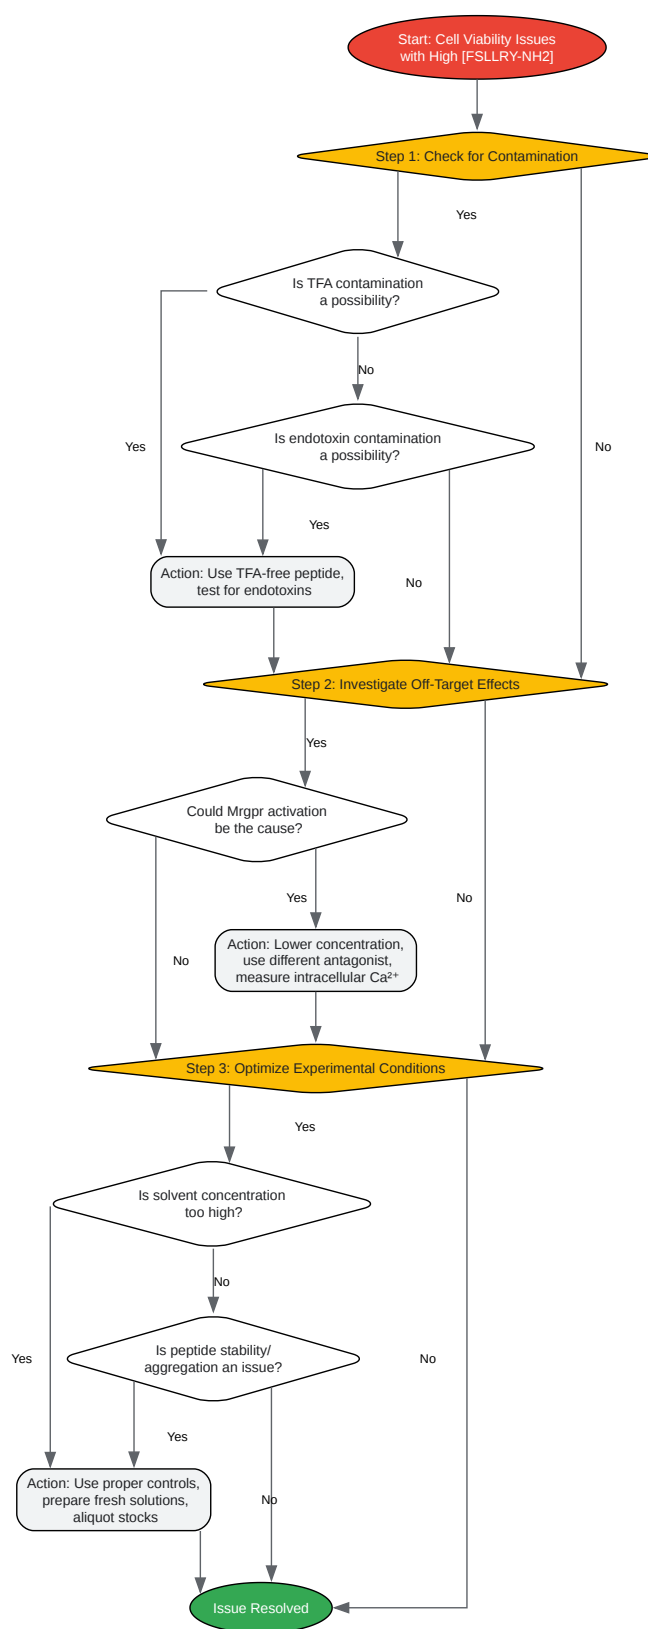 Start: Cell Viability Issues
with High [FSLLRY-NH2]
Step 1: Check for Contamination
Yes
Is TFA contamination
a possibility?
No
Is endotoxin contamination
a possibility?
Yes
No
Yes
Action: Use TFA-free peptide,
test for endotoxins
No
Step 2: Investigate Off-Target Effects
Yes
Could Mrgpr activation
be the cause?
Yes
No
Action: Lower concentration,
use different antagonist,
measure intracellular Ca²⁺
No
Step 3: Optimize Experimental Conditions
Yes
Is solvent concentration
too high?
No
Is peptide stability/
aggregation an issue?
Yes
No
Yes
Action: Use proper controls,
prepare fresh solutions,
aliquot stocks
No
Issue Resolved